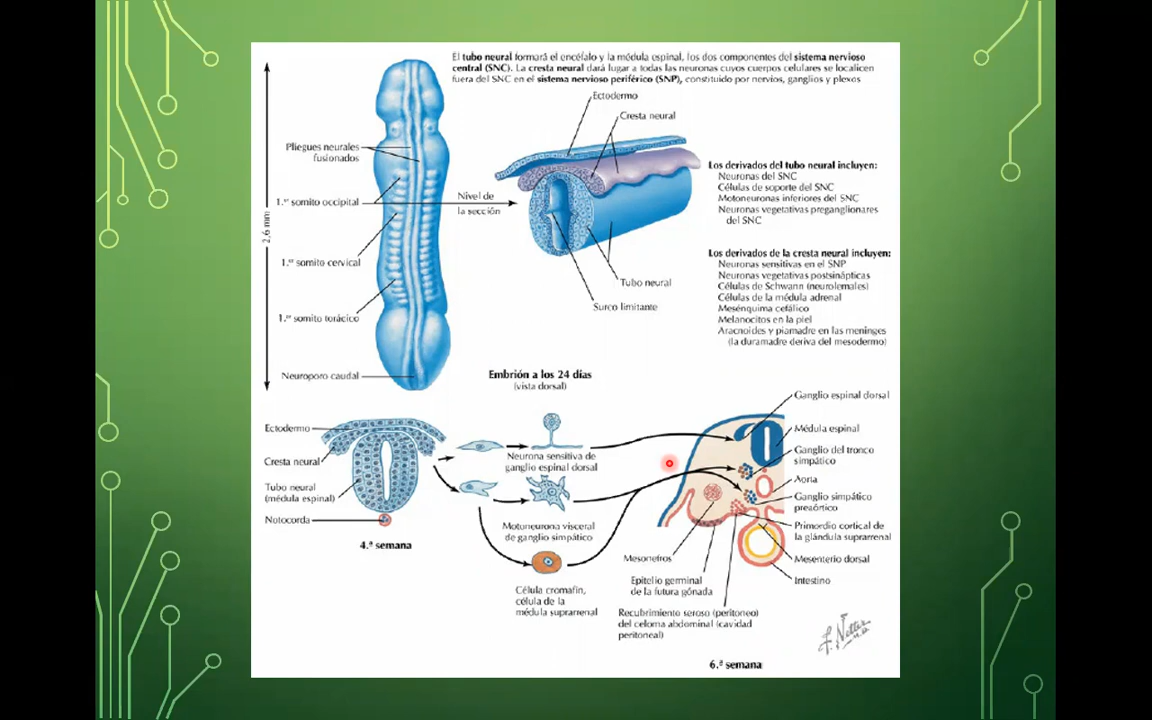 El tubo neural formará el encéfalo y la médula espinal, los dos componentes del sistema nervioso
central (SNC). La cresta neural dará lugar a todas las neuronas cuyos cuerpos celulares se localicen
fuera del SNC en el sistema nervioso periférico (SNP), constituido por nervios, ganglios y plexos
Ectodermo
Cresta neural
Pliegues neurales
fusionados
1.er somito occipital
Nivel de
la sección
2,6 mm
1.er somito cervical
1.er somito torácico
Neuroporo caudal
Tubo neural
Surco limitante
Los derivados del tubo neural incluyen:
Neuronas del SNC
Células de soporte del SNC
Motoneuronas inferiores del SNC
Neuronas vegetativas preganglionares
del SNC
Los derivados de la cresta neural incluyen:
Neuronas sensitivas en el SNP
Neuronas vegetativas postsinápticas
Células de Schwann (neurolemales)
Células de la médula adrenal
Mesénquima cefálico
Melanocitos en la piel
Aracnoides y piamadre en las meninges
(la duramadre deriva del mesodermo)
Embrión a los 24 días
(vista dorsal)
Ectodermo
Cresta neural
Tubo neural
(médula espinal)
Notocorda
4.ª semana
Neurona sensitiva de
ganglio espinal dorsal
Motoneurona visceral
de ganglio simpático
Célula cromafín,
célula de la
médula suprarrenal
Ganglio espinal dorsal
Médula espinal
Ganglio del tronco
simpático
Aorta
Ganglio simpático
preaórtico
Primordio cortical de
la glándula suprarrenal
Mesenterio dorsal
Intestino
Mesonefros
Epitelio germinal
de la futura gónada
Recubrimiento seroso (peritoneo)
del celoma abdominal (cavidad
peritoneal)
6.ª semana
F. Netter
M.D.